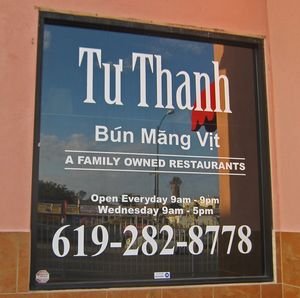 Tư Thanh
Bún Măng Vịt
A FAMILY OWNED RESTAURANTS
Open Everyday 9am - 9pm
Wednesday 9am - 5pm
619-282-8778